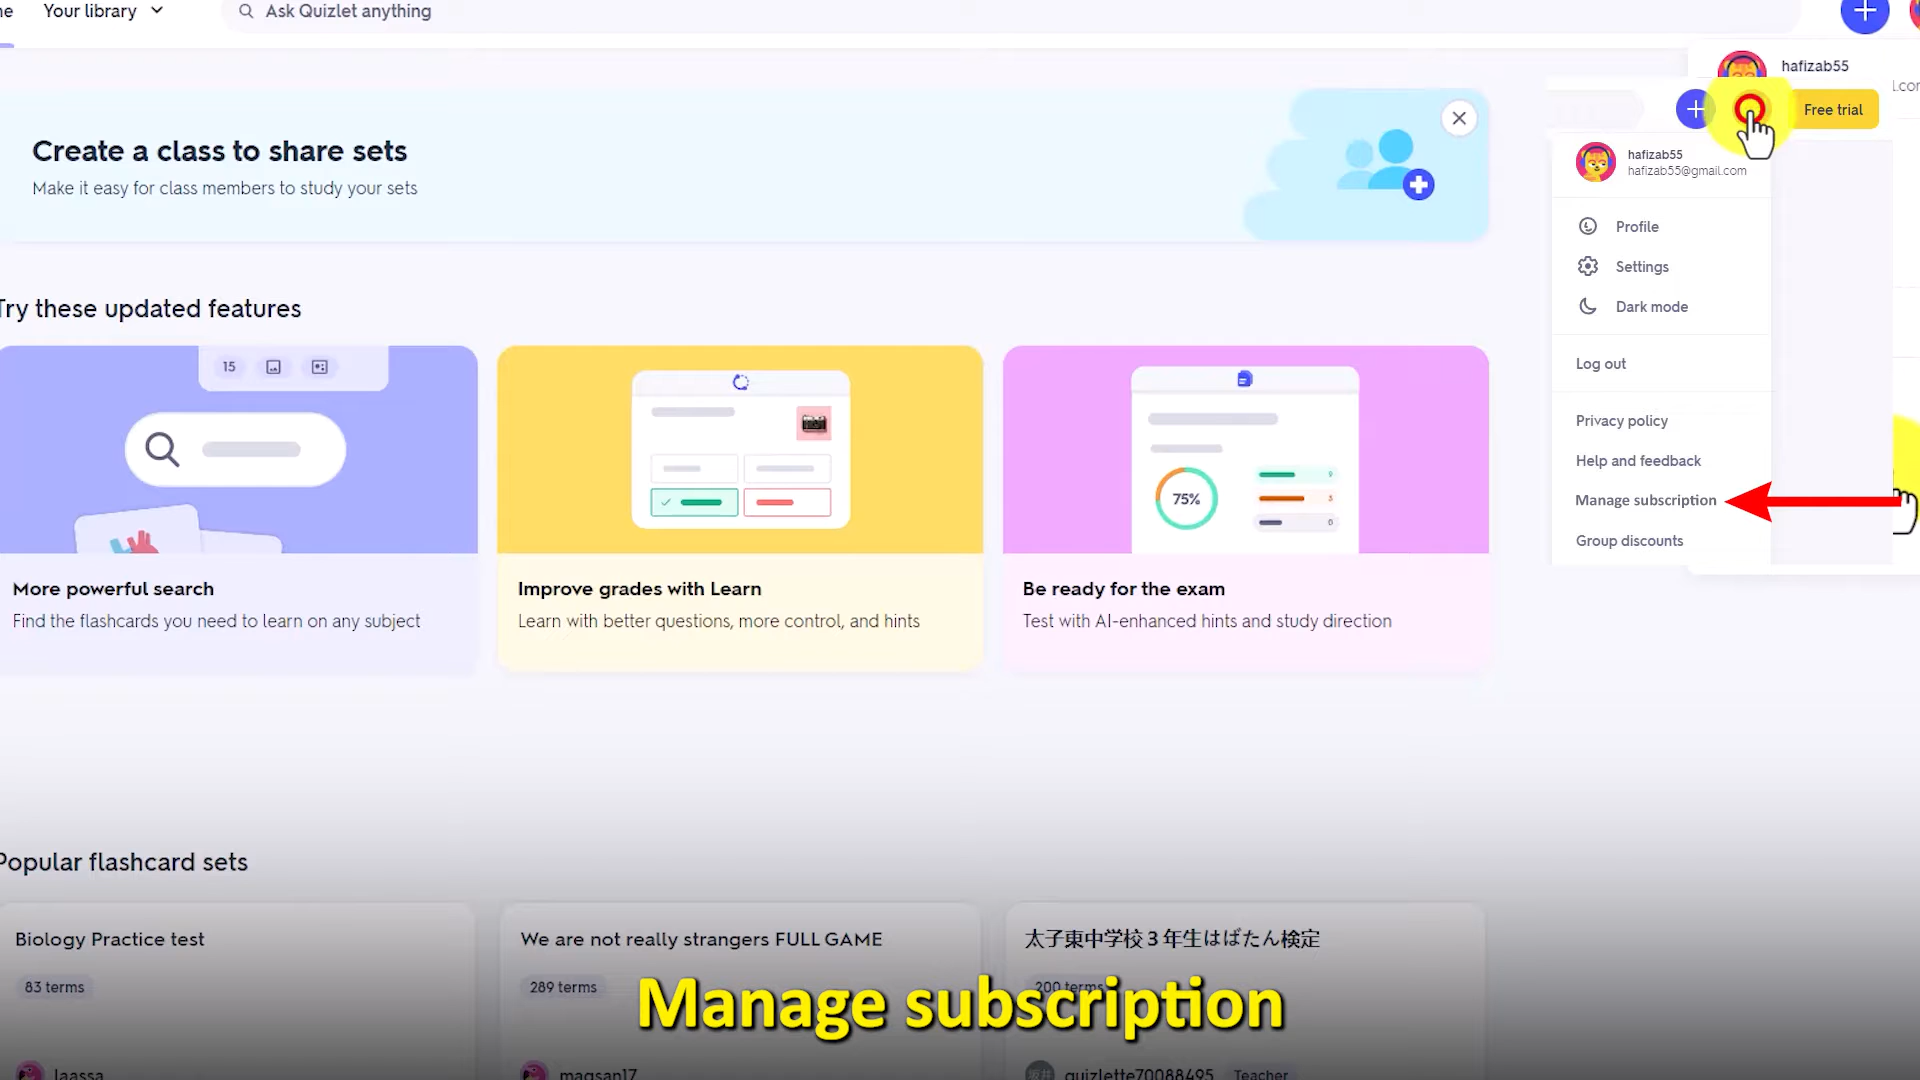 Your library
Ask Quizlet anything
hafizab55
Free trial
hafizab55
hafizab55@gmail.com
Create a class to share sets
Make it easy for class members to study your sets
Profile
Settings
Dark mode
Log out
Privacy policy
Help and feedback
Manage subscription
Group discounts
Try these updated features
15
75%
More powerful search
Find the flashcards you need to learn on any subject
Improve grades with Learn
Learn with better questions, more control, and hints
Be ready for the exam
Test with AI-enhanced hints and study direction
Popular flashcard sets
Biology Practice test
83 terms
laassa
We are not really strangers FULL GAME
289 terms
magsan17
太子東中学校3年生はばたん検定
200 terms
quizlette70088495 Teacher
Manage subscription